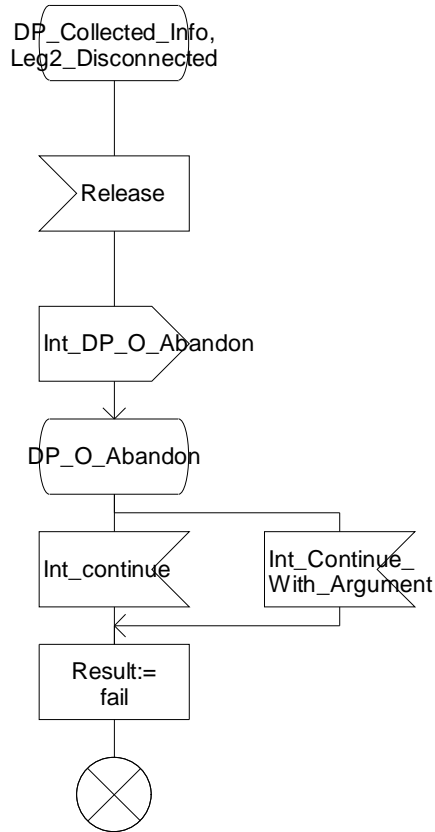 DP_Collected_Info,
Leg2_Disconnected
Release
Int_DP_O_Abandon
DP_O_Abandon
Int_continue
Int_Continue_
With_Argument
Result:=
fail